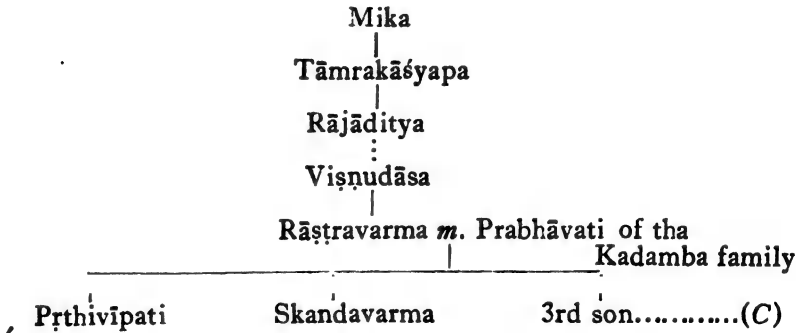 Mika
Tāmrakāśyapa
Rājāditya
Viṣṇudāsa
Rāṣṭravarma m. Prabhāvati of tha
Kadamba family
Pṛthivīpati Skandavarma 3rd son............(C)